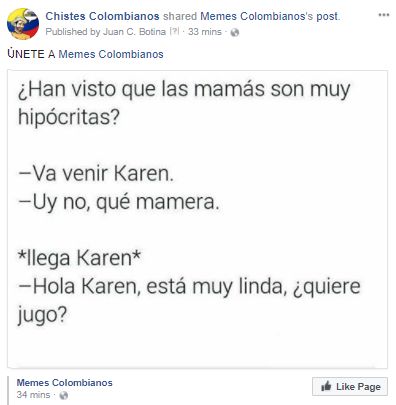 Chistes Colombianos shared Memes Colombianos's post.
Published by Juan C. Botina [?] · 33 mins ·
ÚNETE A Memes Colombianos
¿Han visto que las mamás son muy
hipócritas?
–Va venir Karen.
–Uy no, qué mamera.
*llega Karen*
–Hola Karen, está muy linda, ¿quiere
jugo?
Memes Colombianos
34 mins ·
Like Page